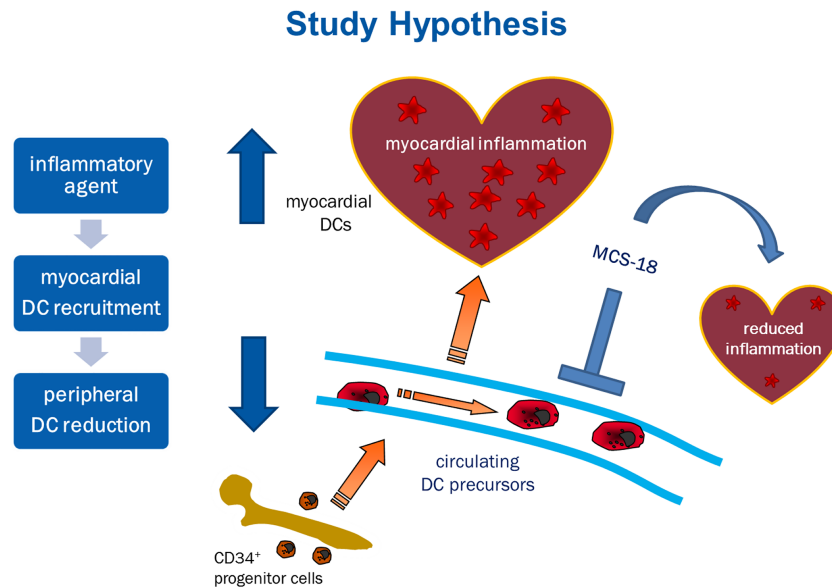 Study Hypothesis
inflammatory
agent
myocardial
DC recruitment
peripheral
DC reduction
myocardial
DCs
myocardial inflammation
MCS-18
reduced
inflammation
circulating
DC precursors
CD34⁺
progenitor cells